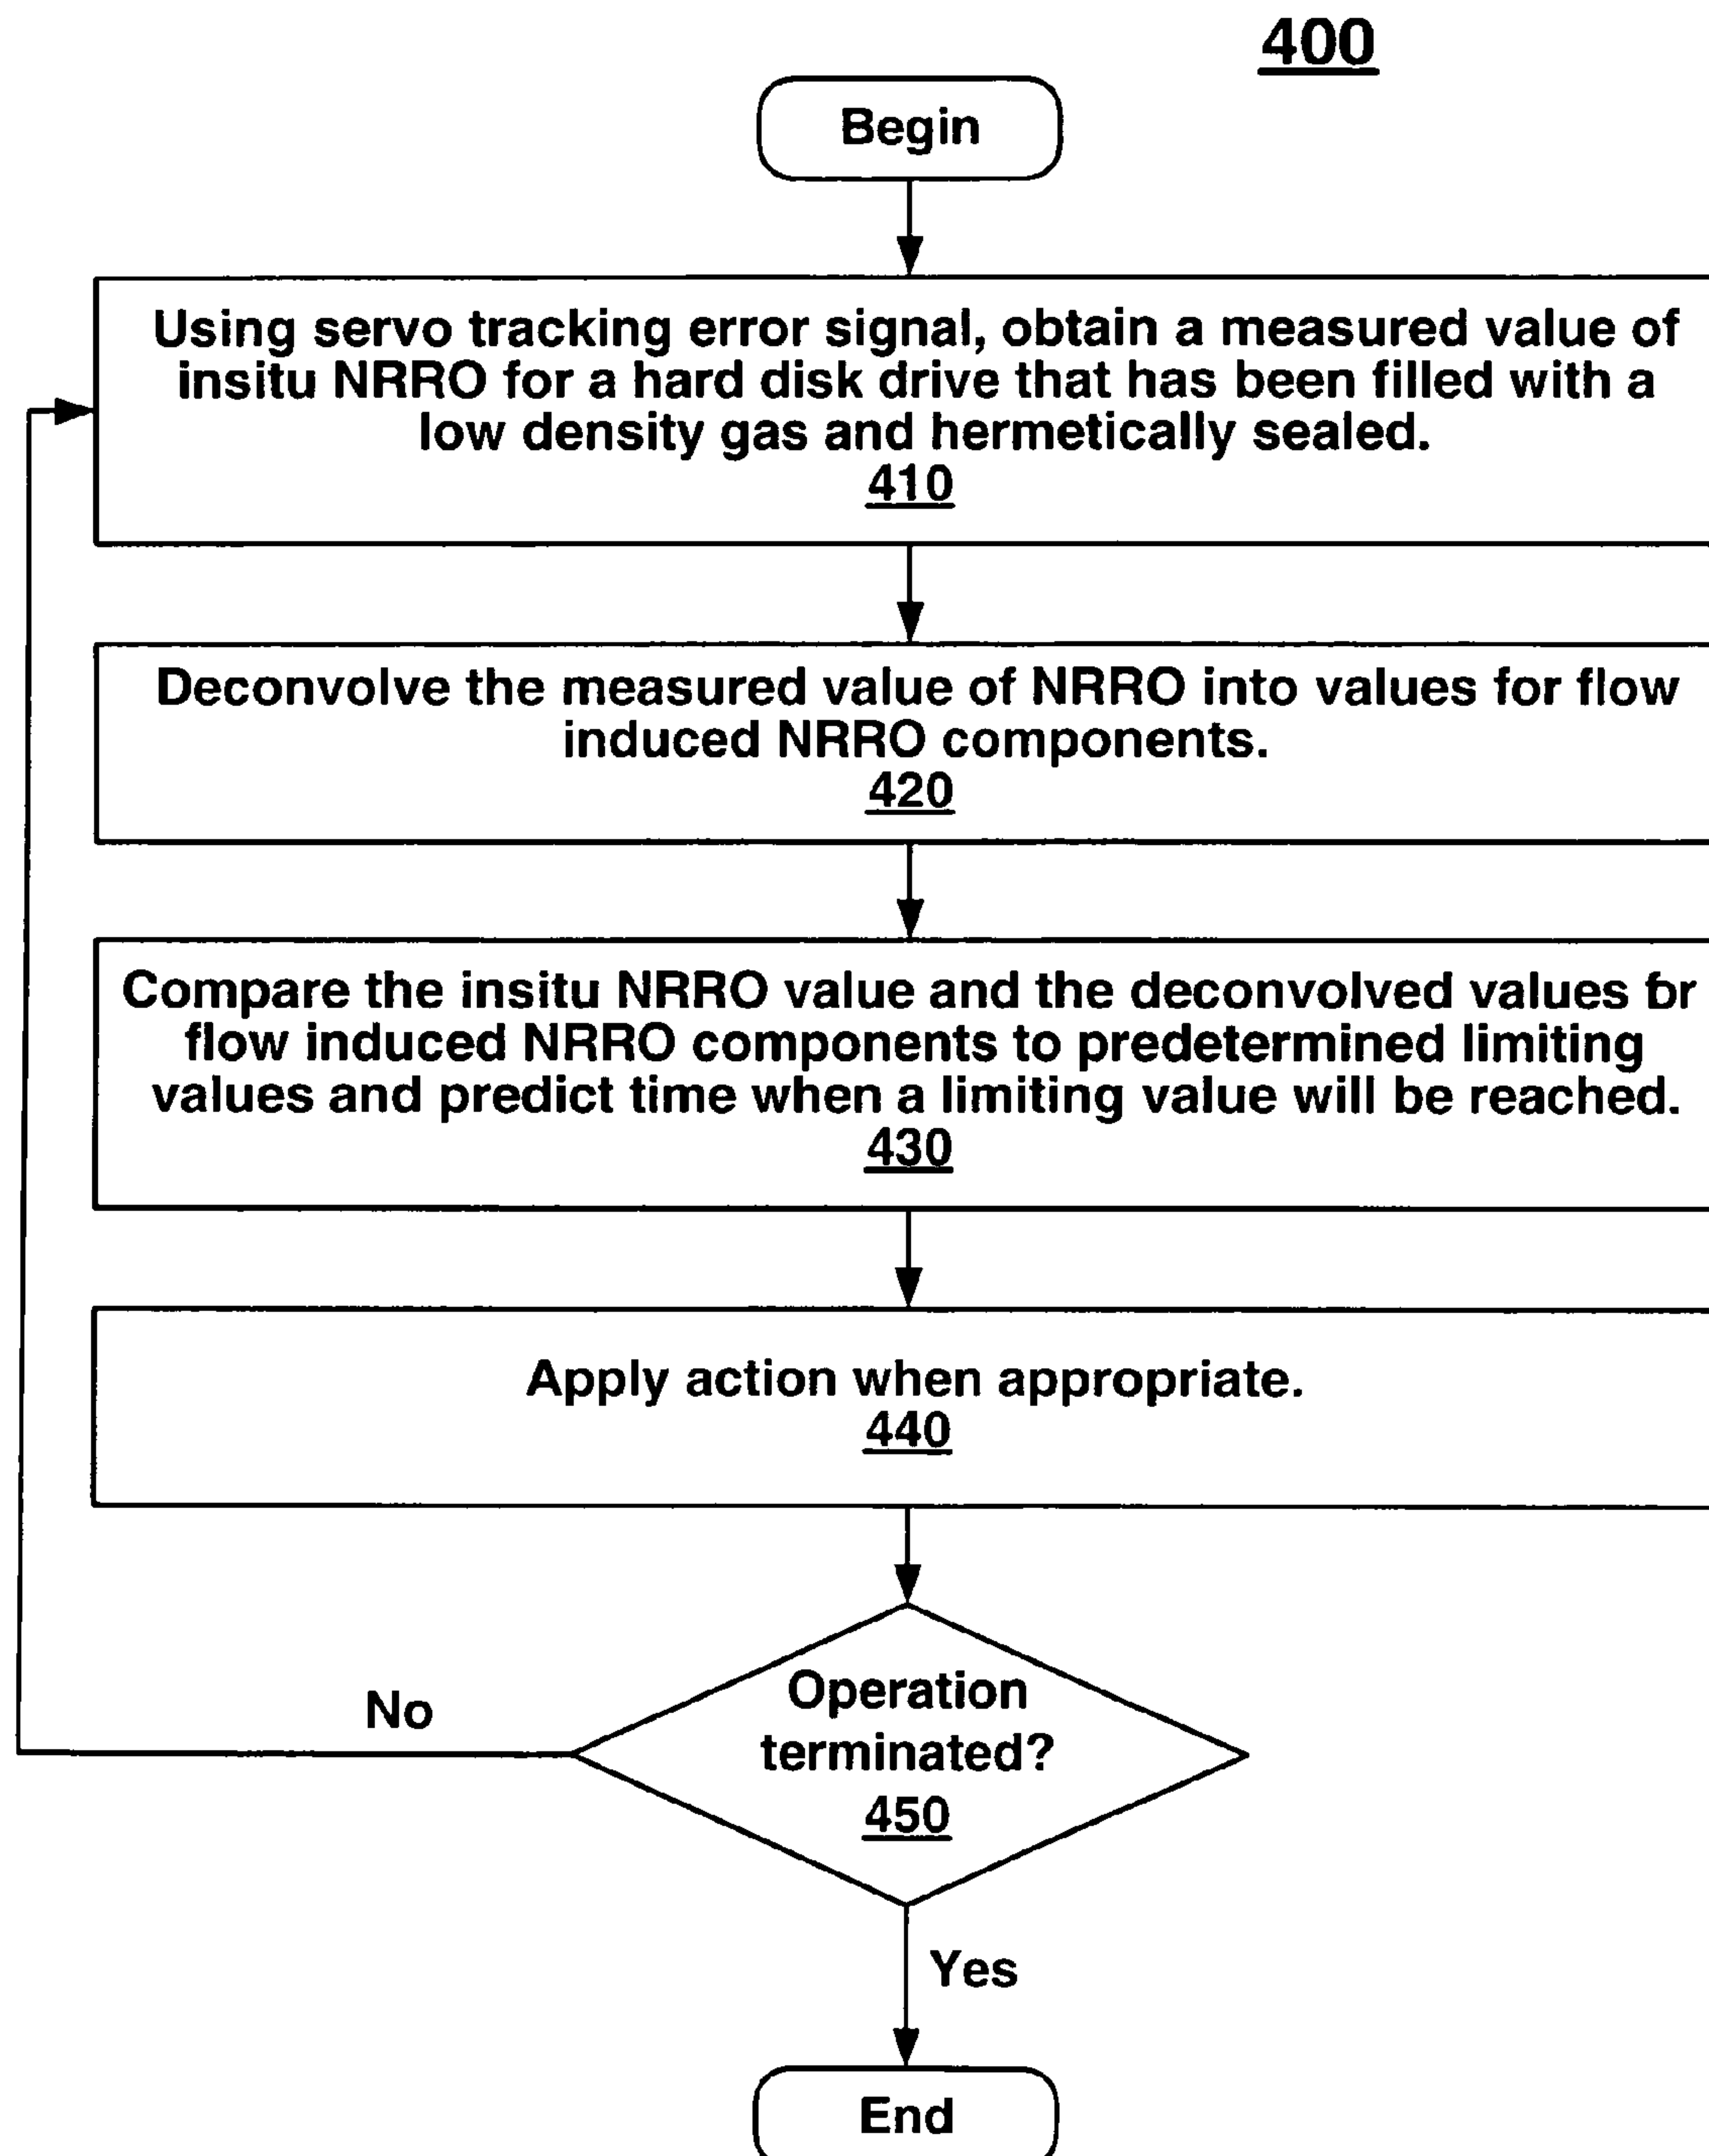 400
Begin
Using servo tracking error signal, obtain a measured value of
insitu NRRO for a hard disk drive that has been filled with a
low density gas and hermetically sealed.
410
Deconvolve the measured value of NRRO into values for flow
induced NRRO components.
420
Compare the insitu NRRO value and the deconvolved values for
flow induced NRRO components to predetermined limiting
values and predict time when a limiting value will be reached.
430
Apply action when appropriate.
440
Operation
terminated?
450
No
Yes
End